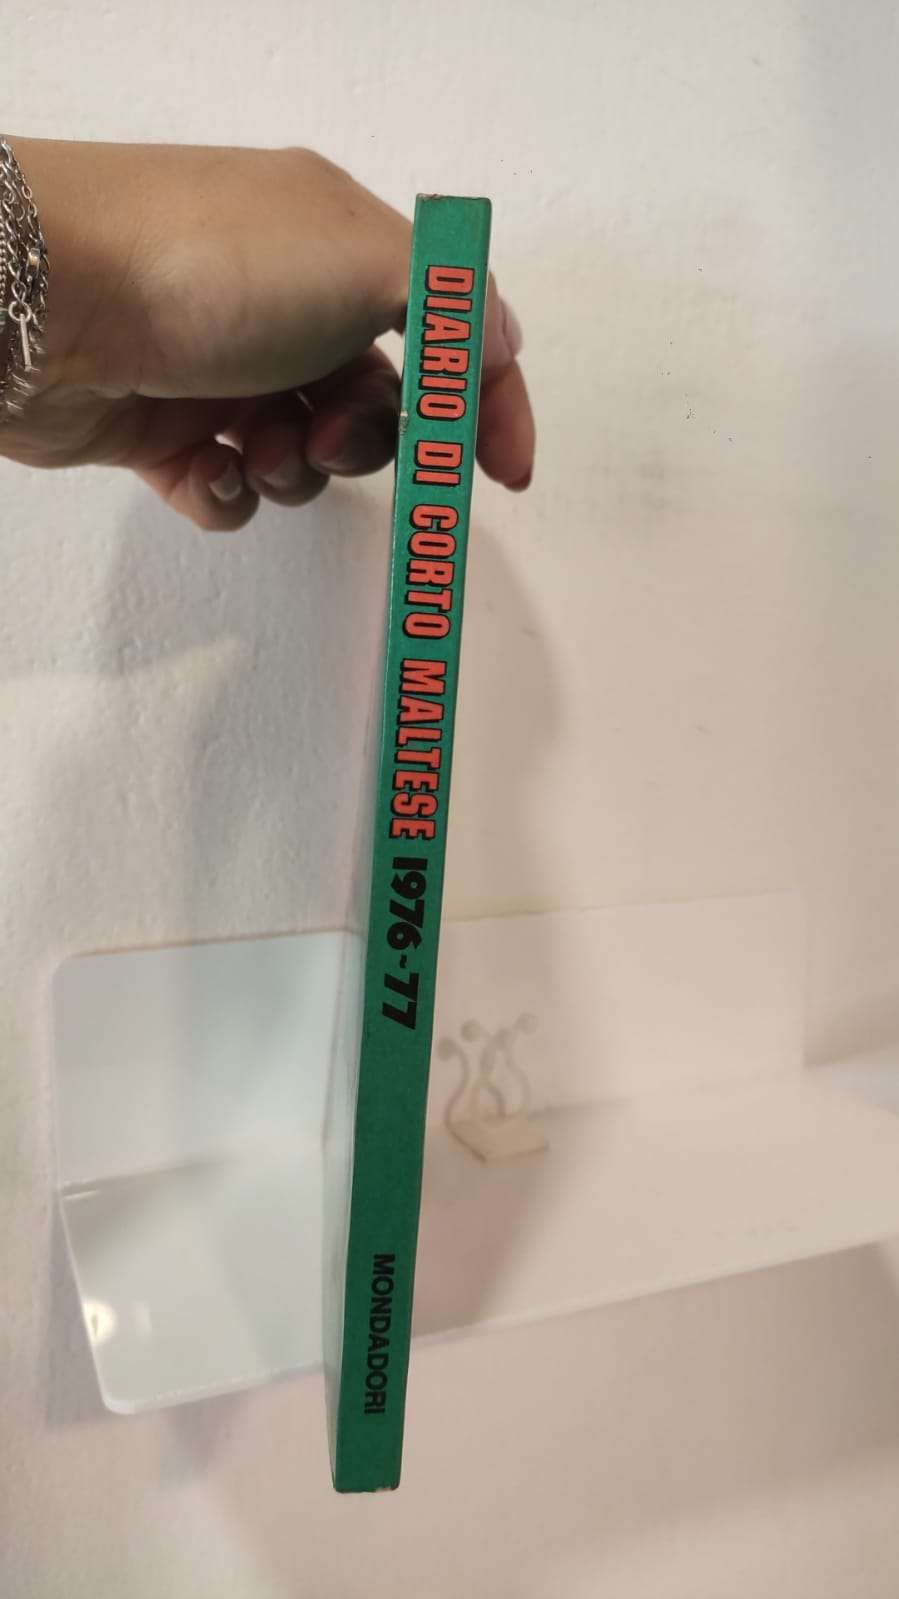 DIARIO DI CORTO MALTESE 1976-77
MONDADORI